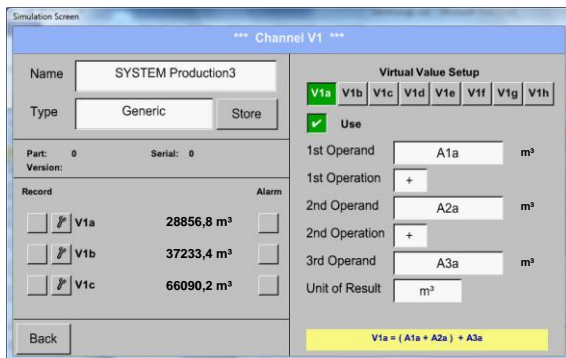 Simulation Screen
*** Channel V1 ***
Name SYSTEM Production3
Type Generic Store
Part: 0 Serial: 0
Version:
Record Alarm
V1a 28856,8 m³
V1b 37233,4 m³
V1c 66090,2 m³
Back
Virtual Value Setup
V1a V1b V1c V1d V1e V1f V1g V1h
Use
1st Operand A1a m³
1st Operation +
2nd Operand A2a m³
2nd Operation +
3rd Operand A3a m³
Unit of Result m³
V1a = ( A1a + A2a ) + A3a